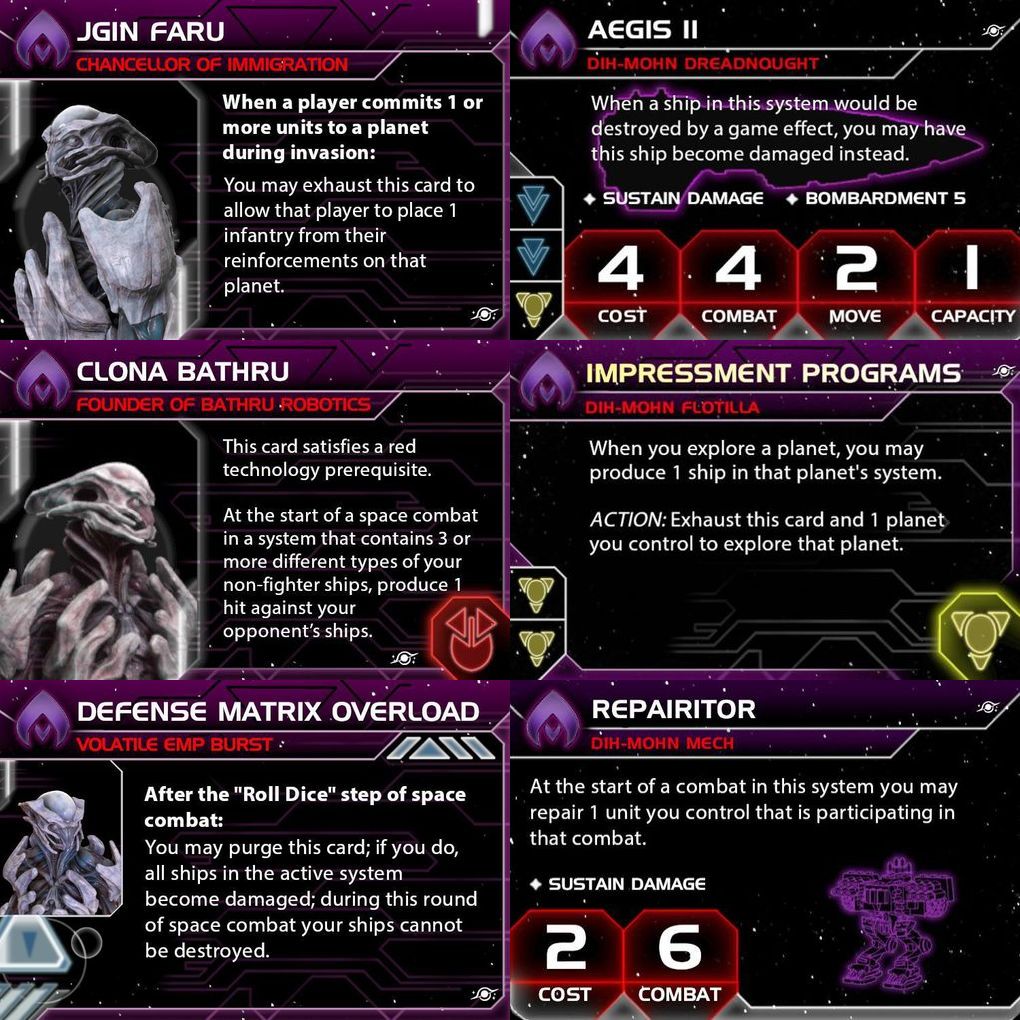 JGIN FARU
CHANCELLOR OF IMMIGRATION
When a player commits 1 or
more units to a planet
during invasion:
You may exhaust this card to
allow that player to place 1
infantry from their
reinforcements on that
planet.
AEGIS II
DIH-MOHN DREADNOUGHT
When a ship in this system would be
destroyed by a game effect, you may have
this ship become damaged instead.
◆ SUSTAIN DAMAGE ◆ BOMBARDMENT 5
4 4 2 1
COST COMBAT MOVE CAPACITY
CLONA BATHRU
FOUNDER OF BATHRU ROBOTICS
This card satisfies a red
technology prerequisite.
At the start of a space combat
in a system that contains 3 or
more different types of your
non-fighter ships, produce 1
hit against your
opponent’s ships.
IMPRESSMENT PROGRAMS
DIH-MOHN FLOTILLA
When you explore a planet, you may
produce 1 ship in that planet's system.
ACTION: Exhaust this card and 1 planet
you control to explore that planet.
DEFENSE MATRIX OVERLOAD
VOLATILE EMP BURST
After the "Roll Dice" step of space
combat:
You may purge this card; if you do,
all ships in the active system
become damaged; during this round
of space combat your ships cannot
be destroyed.
REPAIRITOR
DIH-MOHN MECH
At the start of a combat in this system you may
repair 1 unit you control that is participating in
that combat.
◆ SUSTAIN DAMAGE
2 6
COST COMBAT